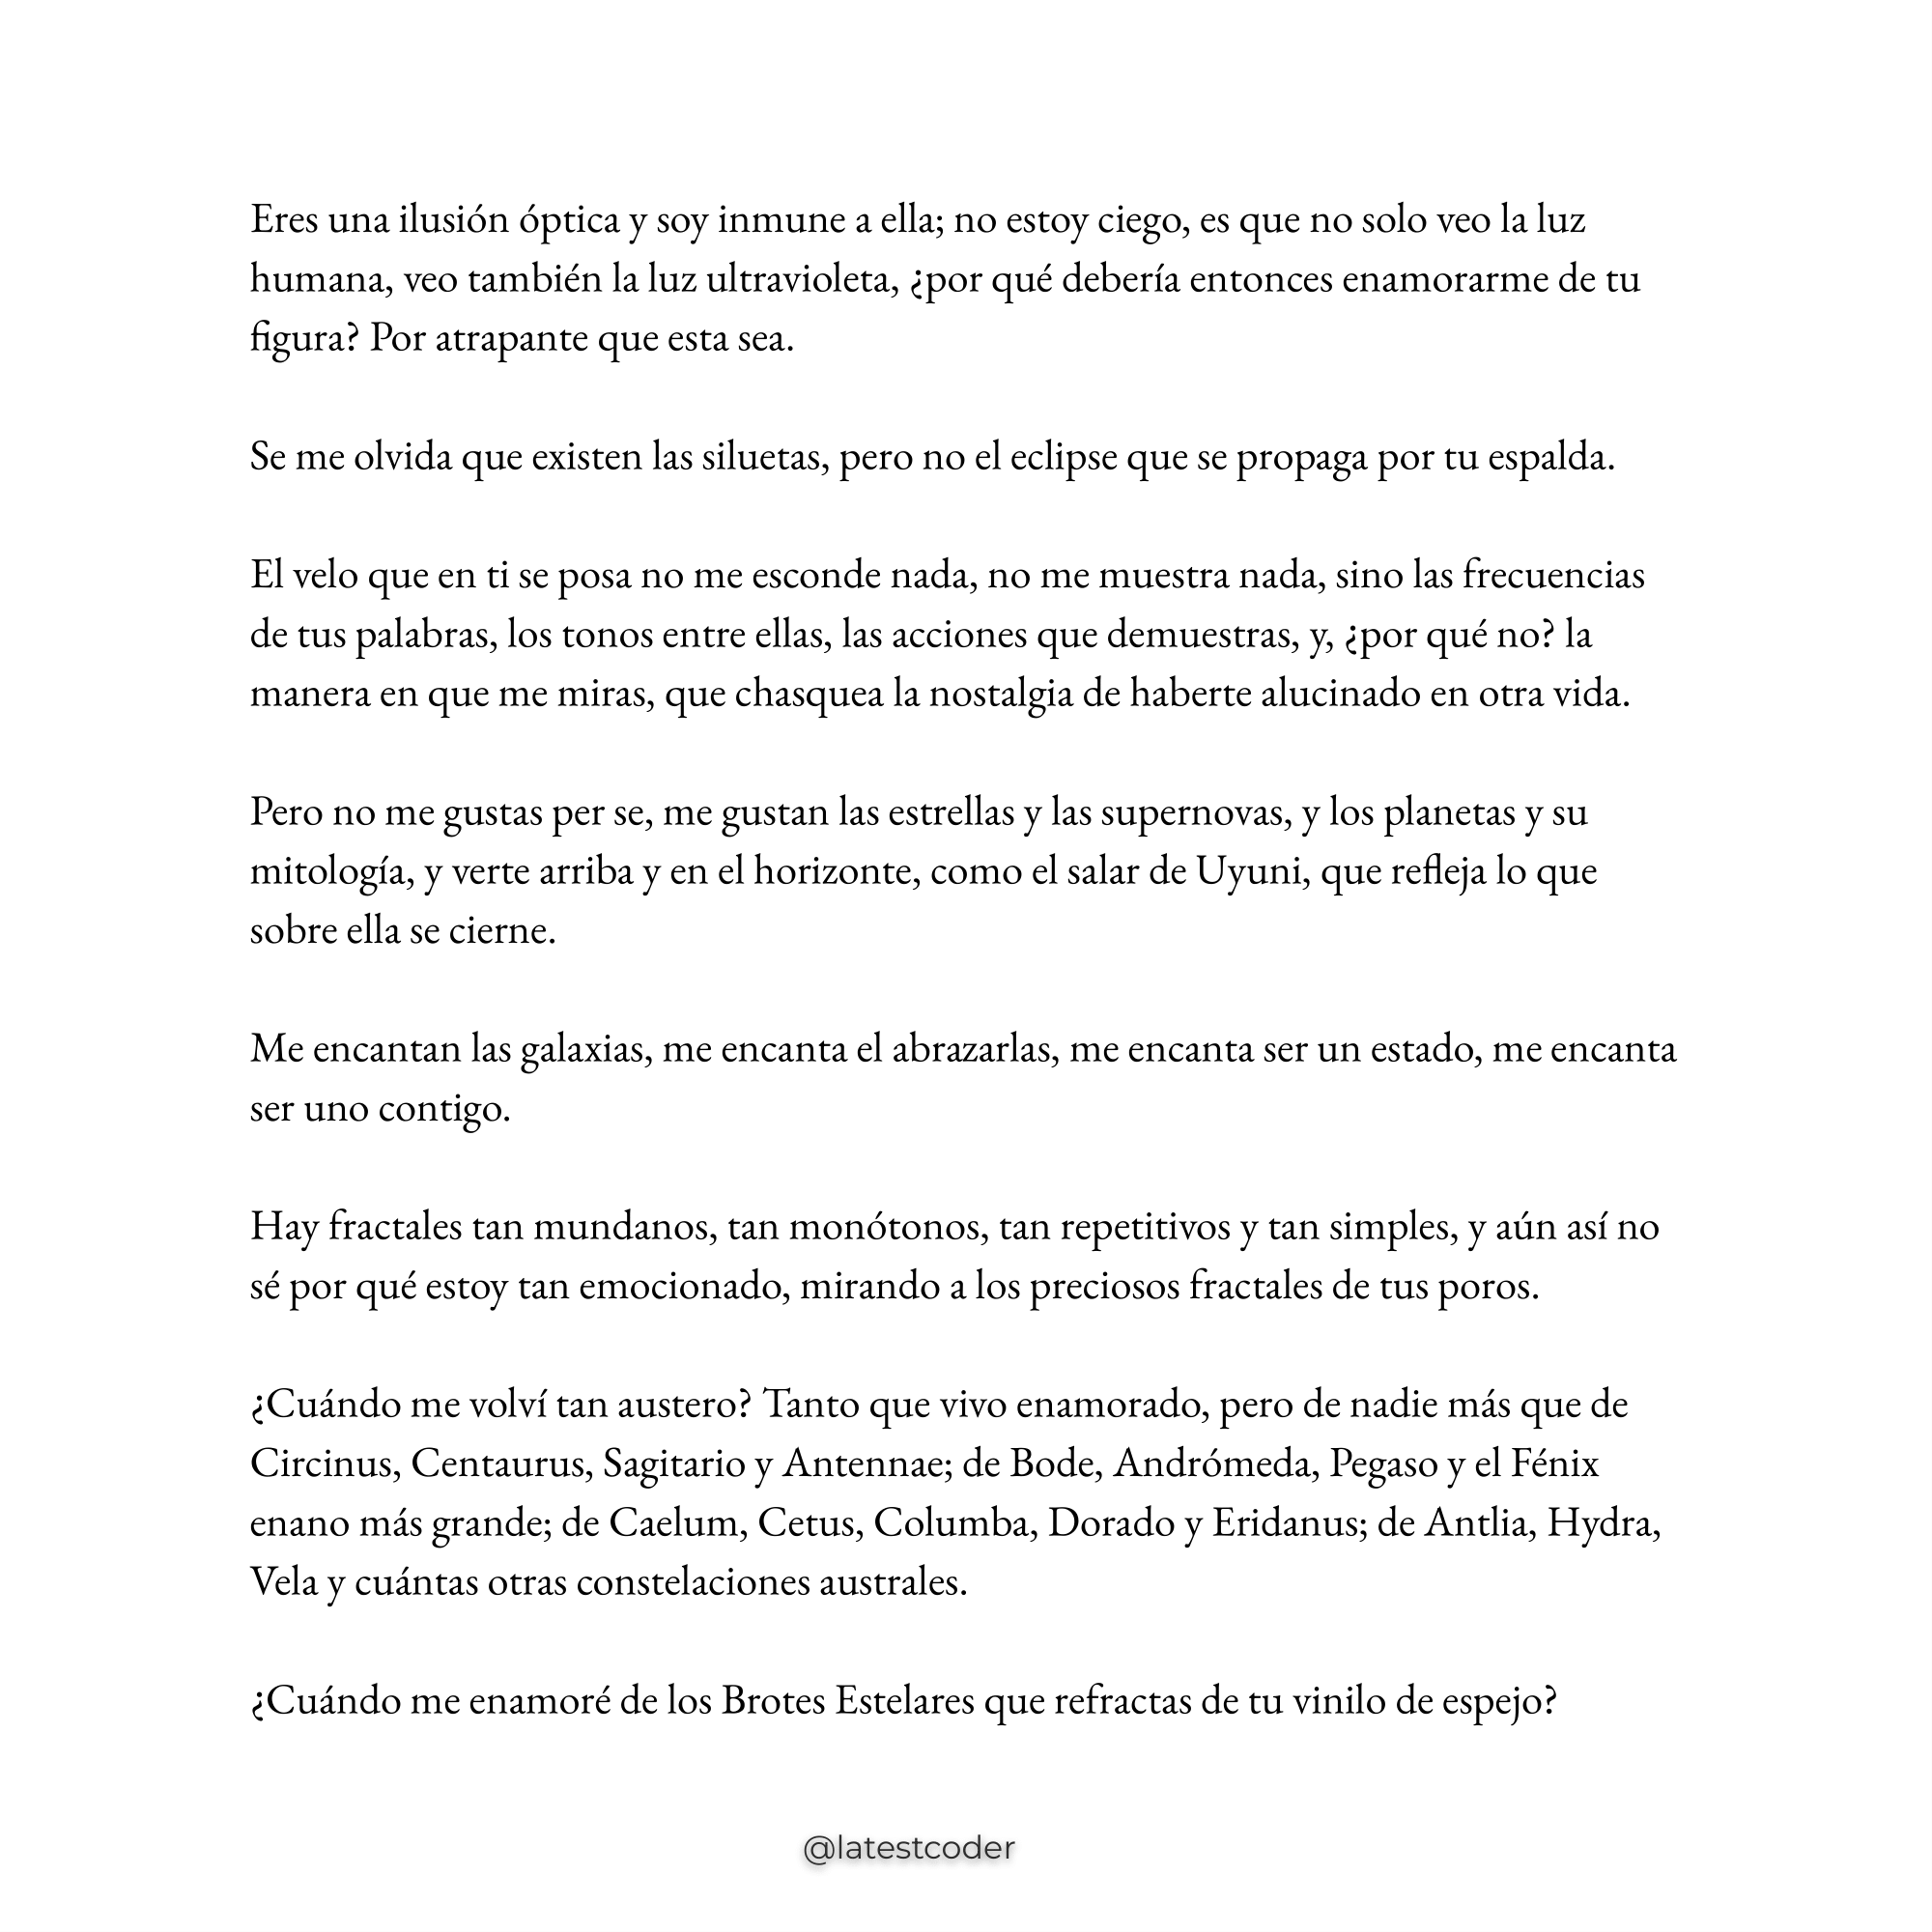 Eres una ilusión óptica y soy inmune a ella; no estoy ciego, es que no solo veo la luz
humana, veo también la luz ultravioleta, ¿por qué debería entonces enamorarme de tu
figura? Por atrapante que esta sea.
Se me olvida que existen las siluetas, pero no el eclipse que se propaga por tu espalda.
El velo que en ti se posa no me esconde nada, no me muestra nada, sino las frecuencias
de tus palabras, los tonos entre ellas, las acciones que demuestras, y, ¿por qué no? la
manera en que me miras, que chasquea la nostalgia de haberte alucinado en otra vida.
Pero no me gustas per se, me gustan las estrellas y las supernovas, y los planetas y su
mitología, y verte arriba y en el horizonte, como el salar de Uyuni, que refleja lo que
sobre ella se cierne.
Me encantan las galaxias, me encanta el abrazarlas, me encanta ser un estado, me encanta
ser uno contigo.
Hay fractales tan mundanos, tan monótonos, tan repetitivos y tan simples, y aún así no
sé por qué estoy tan emocionado, mirando a los preciosos fractales de tus poros.
¿Cuándo me volví tan austero? Tanto que vivo enamorado, pero de nadie más que de
Circinus, Centaurus, Sagitario y Antennae; de Bode, Andrómeda, Pegaso y el Fénix
enano más grande; de Caelum, Cetus, Columba, Dorado y Eridanus; de Antlia, Hydra,
Vela y cuántas otras constelaciones australes.
¿Cuándo me enamoré de los Brotes Estelares que refractas de tu vinilo de espejo?
@latestcoder